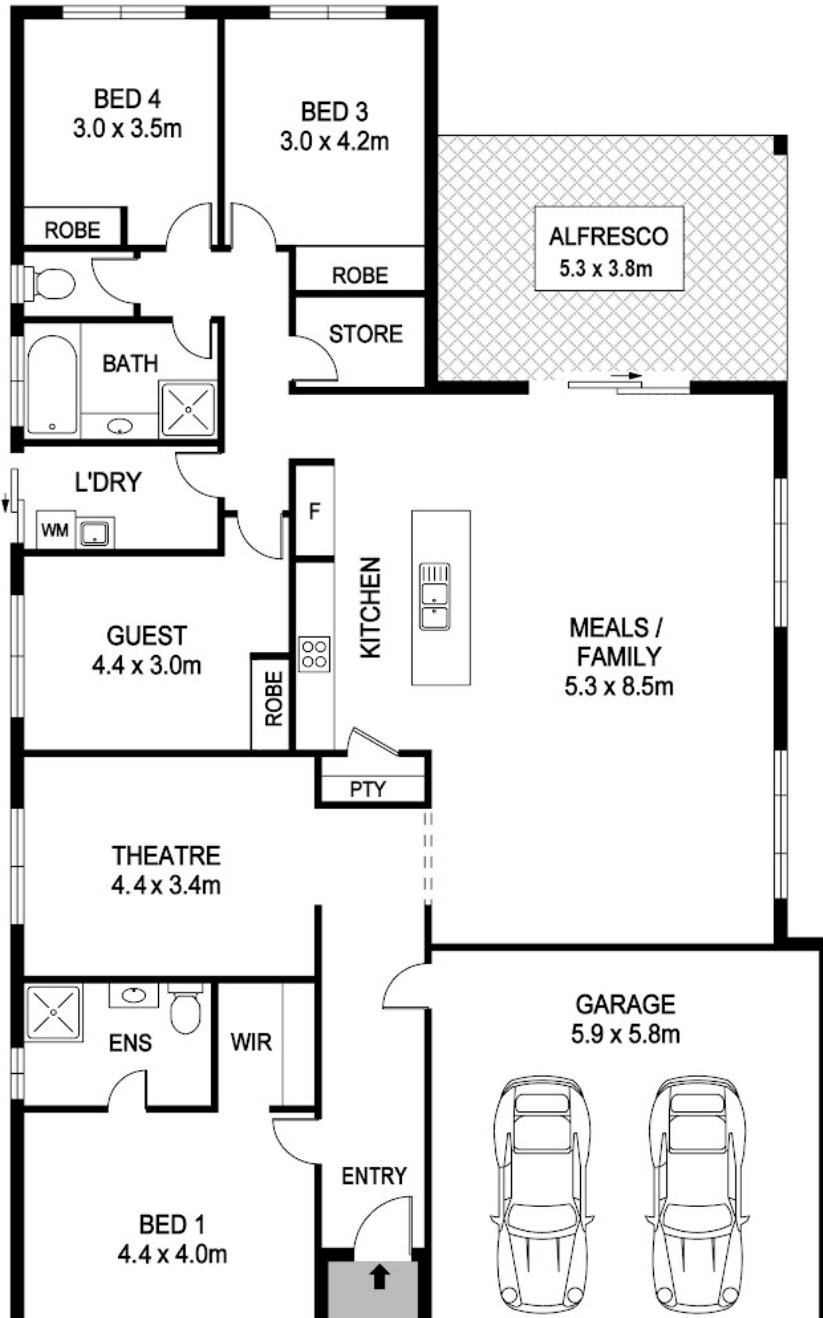 BED 4
3.0 x 3.5m
BED 3
3.0 x 4.2m
ROBE
ROBE
ALFRESCO
5.3 x 3.8m
STORE
BATH
L'DRY
WM
F
KITCHEN
GUEST
4.4 x 3.0m
ROBE
MEALS /
FAMILY
5.3 x 8.5m
PTY
THEATRE
4.4 x 3.4m
ENS
WIR
GARAGE
5.9 x 5.8m
ENTRY
BED 1
4.4 x 4.0m